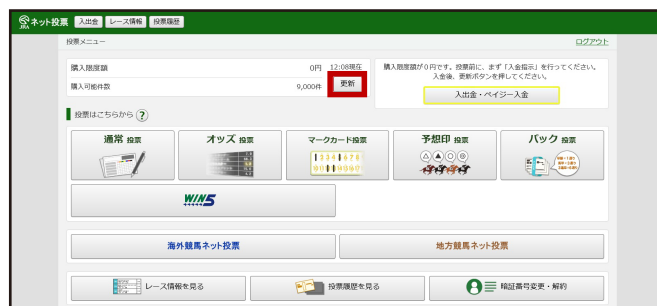 JRA ネット投票 入出金 レース情報 投票履歴
投票メニュー ログアウト
購入限度額 0円 12:08現在
購入可能件数 9,000件 更新
購入限度額が0円です。投票前に、まず「入金指示」を行ってください。
入金後、更新ボタンを押してください。
入出金・ペイジー入金
投票はこちらから ?
通常 投票 オッズ 投票 マークカード投票 予想印 投票 パック 投票
WIN5
海外競馬ネット投票 地方競馬ネット投票
レース情報を見る 投票履歴を見る 暗証番号変更・解約